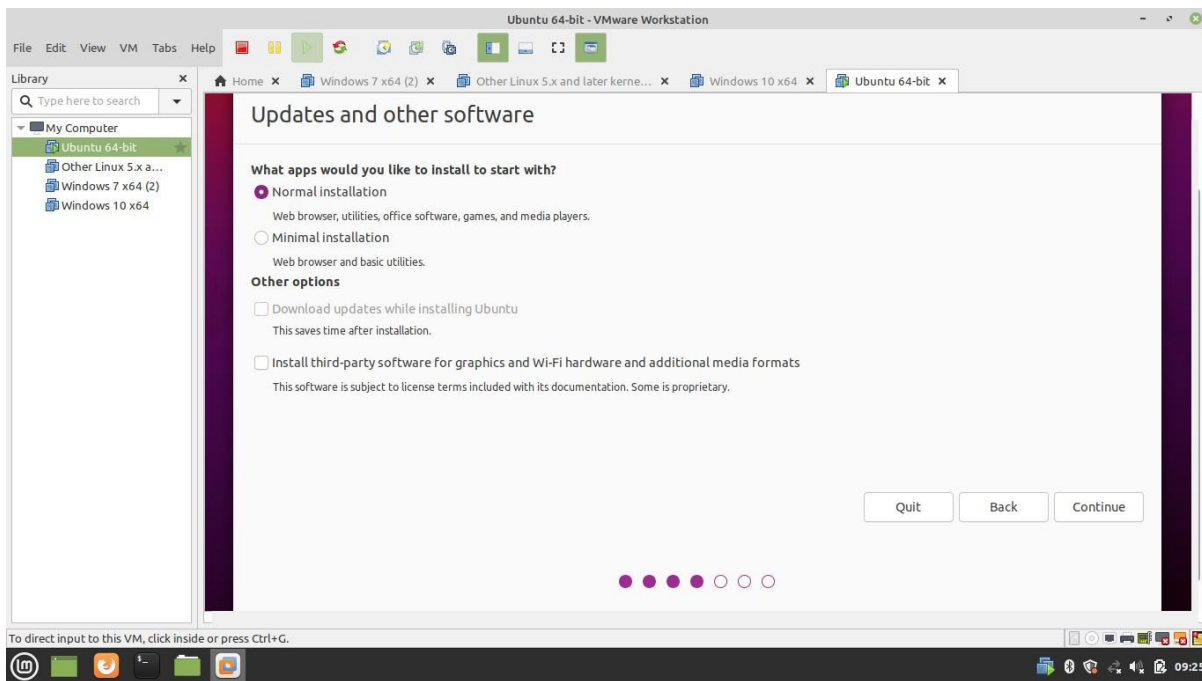 Ubuntu 64-bit - VMware Workstation
File Edit View VM Tabs Help
Library
Home Windows 7 x64 (2) Other Linux 5.x and later kerne... Windows 10 x64 Ubuntu 64-bit
Type here to search
My Computer
Ubuntu 64-bit
Other Linux 5.x a...
Windows 7 x64 (2)
Windows 10 x64
Updates and other software
What apps would you like to install to start with?
Normal installation
Web browser, utilities, office software, games, and media players.
Minimal installation
Web browser and basic utilities.
Other options
Download updates while installing Ubuntu
This saves time after installation.
Install third-party software for graphics and Wi-Fi hardware and additional media formats
This software is subject to license terms included with its documentation. Some is proprietary.
Quit Back Continue
To direct input to this VM, click inside or press Ctrl+G.
09:25